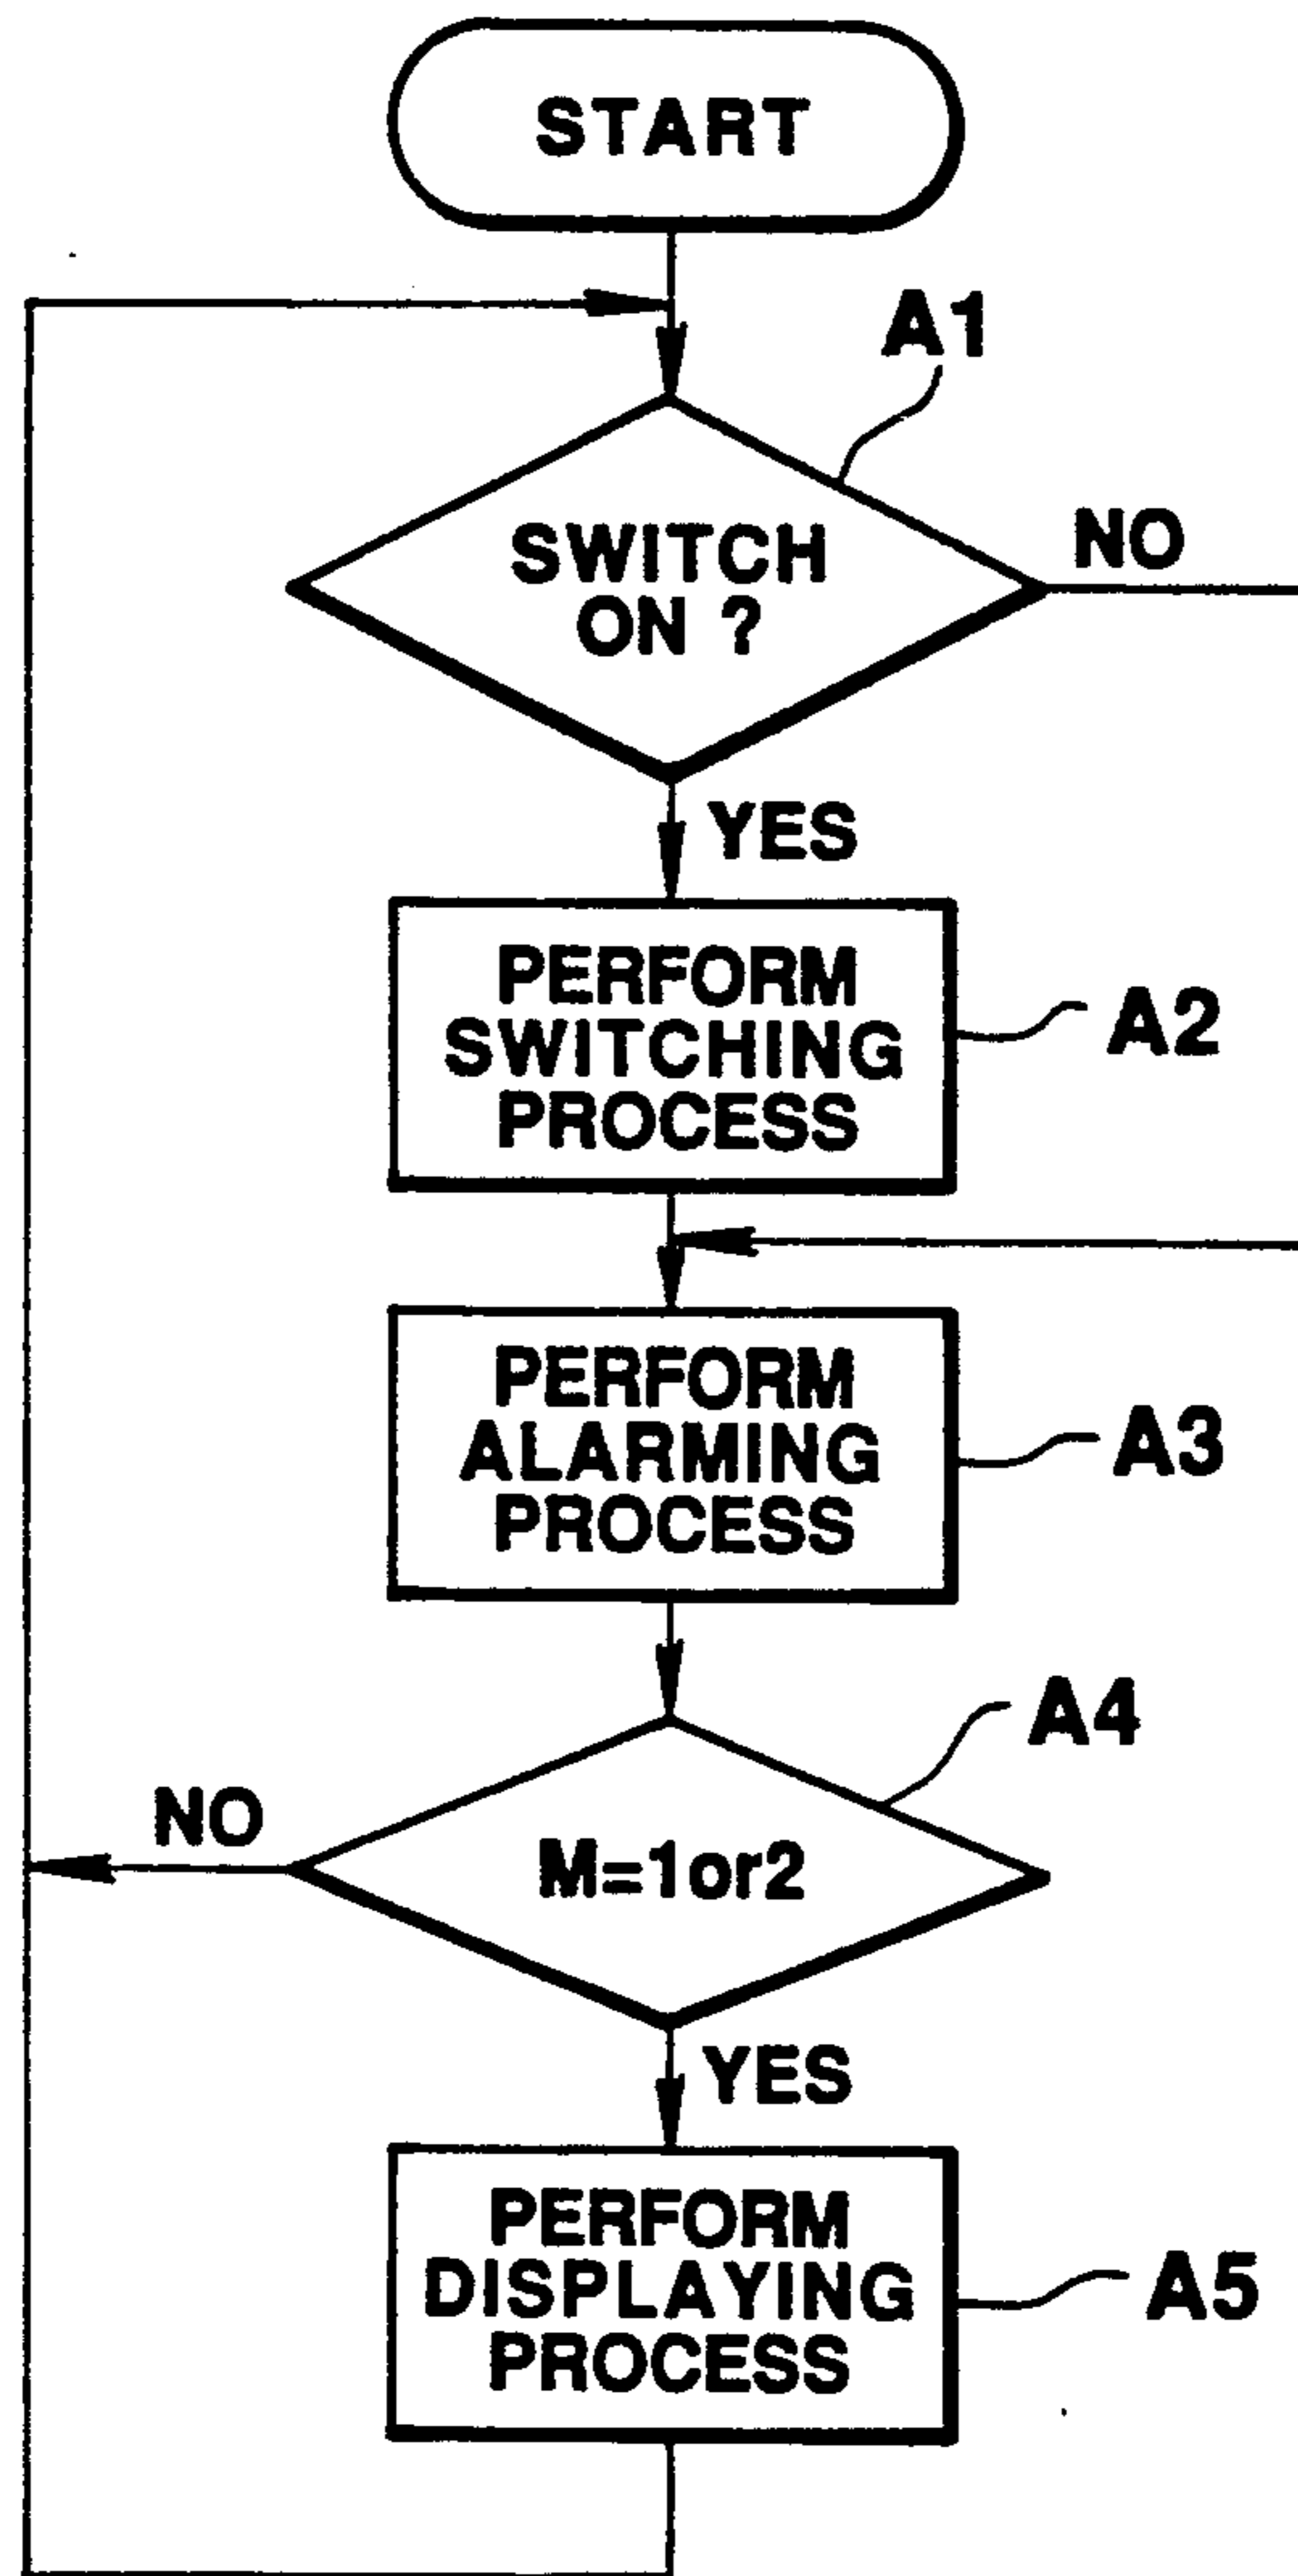 START
A1
SWITCH
ON ?
NO
YES
PERFORM
SWITCHING
PROCESS
A2
PERFORM
ALARMING
PROCESS
A3
A4
NO
M=1or2
YES
PERFORM
DISPLAYING
PROCESS
A5